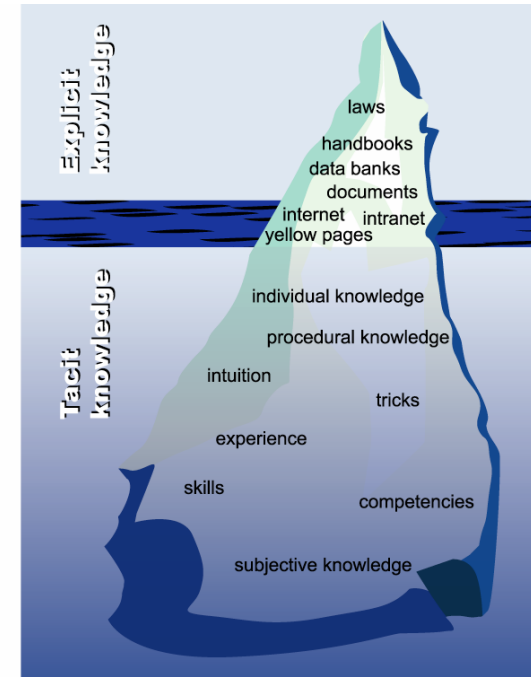 Explicit
knowledge
laws
handbooks
data banks
documents
internet intranet
yellow pages
Tacit
knowledge
individual knowledge
procedural knowledge
intuition
tricks
experience
skills
competencies
subjective knowledge